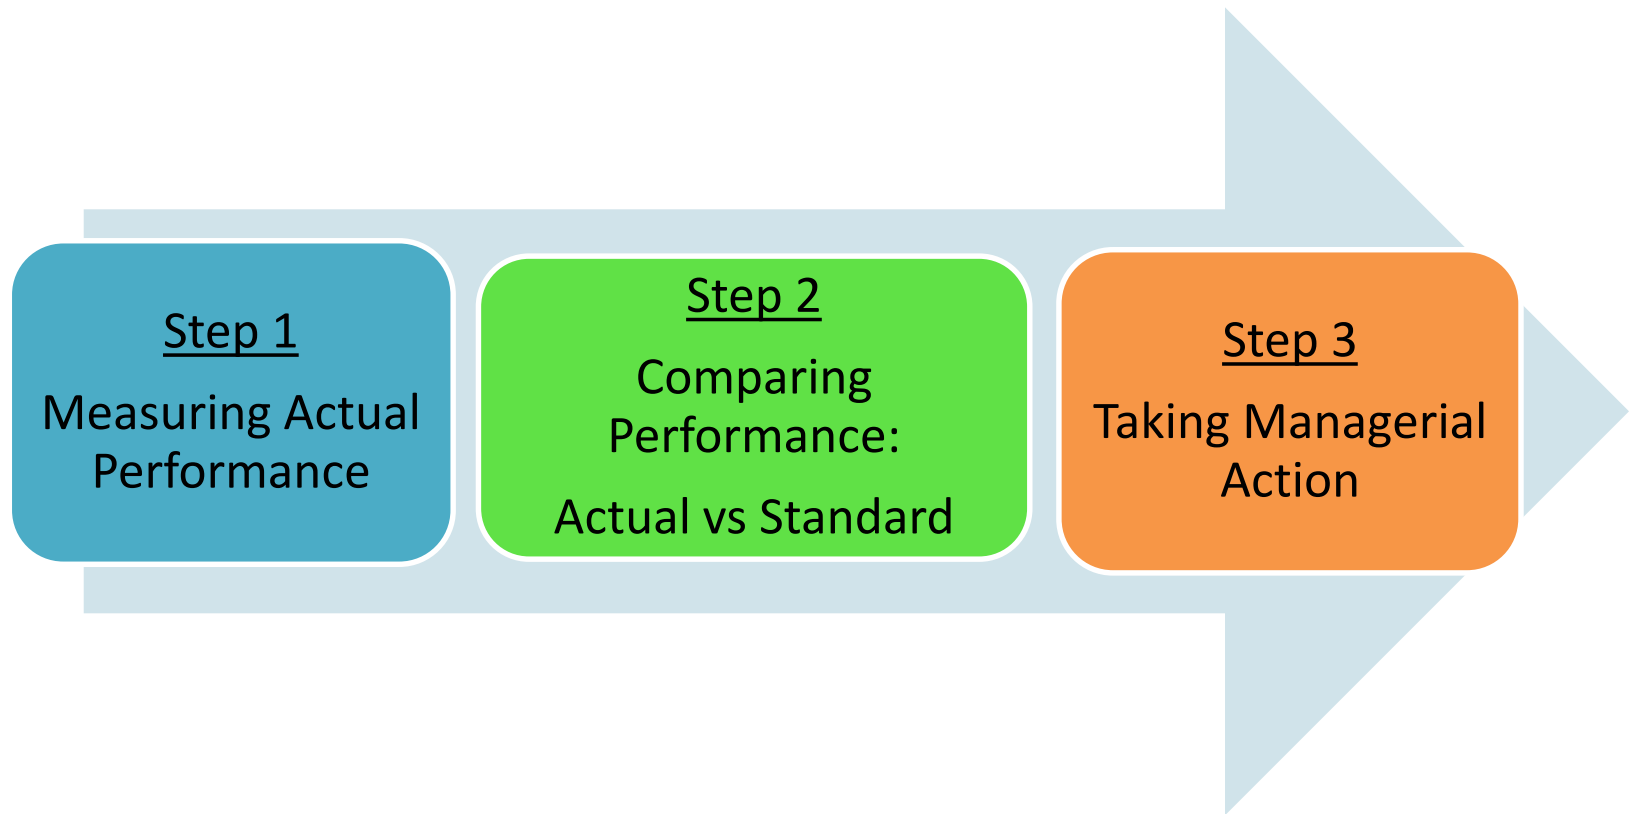 Step 1
Measuring Actual
Performance
Step 2
Comparing
Performance:
Actual vs Standard
Step 3
Taking Managerial
Action